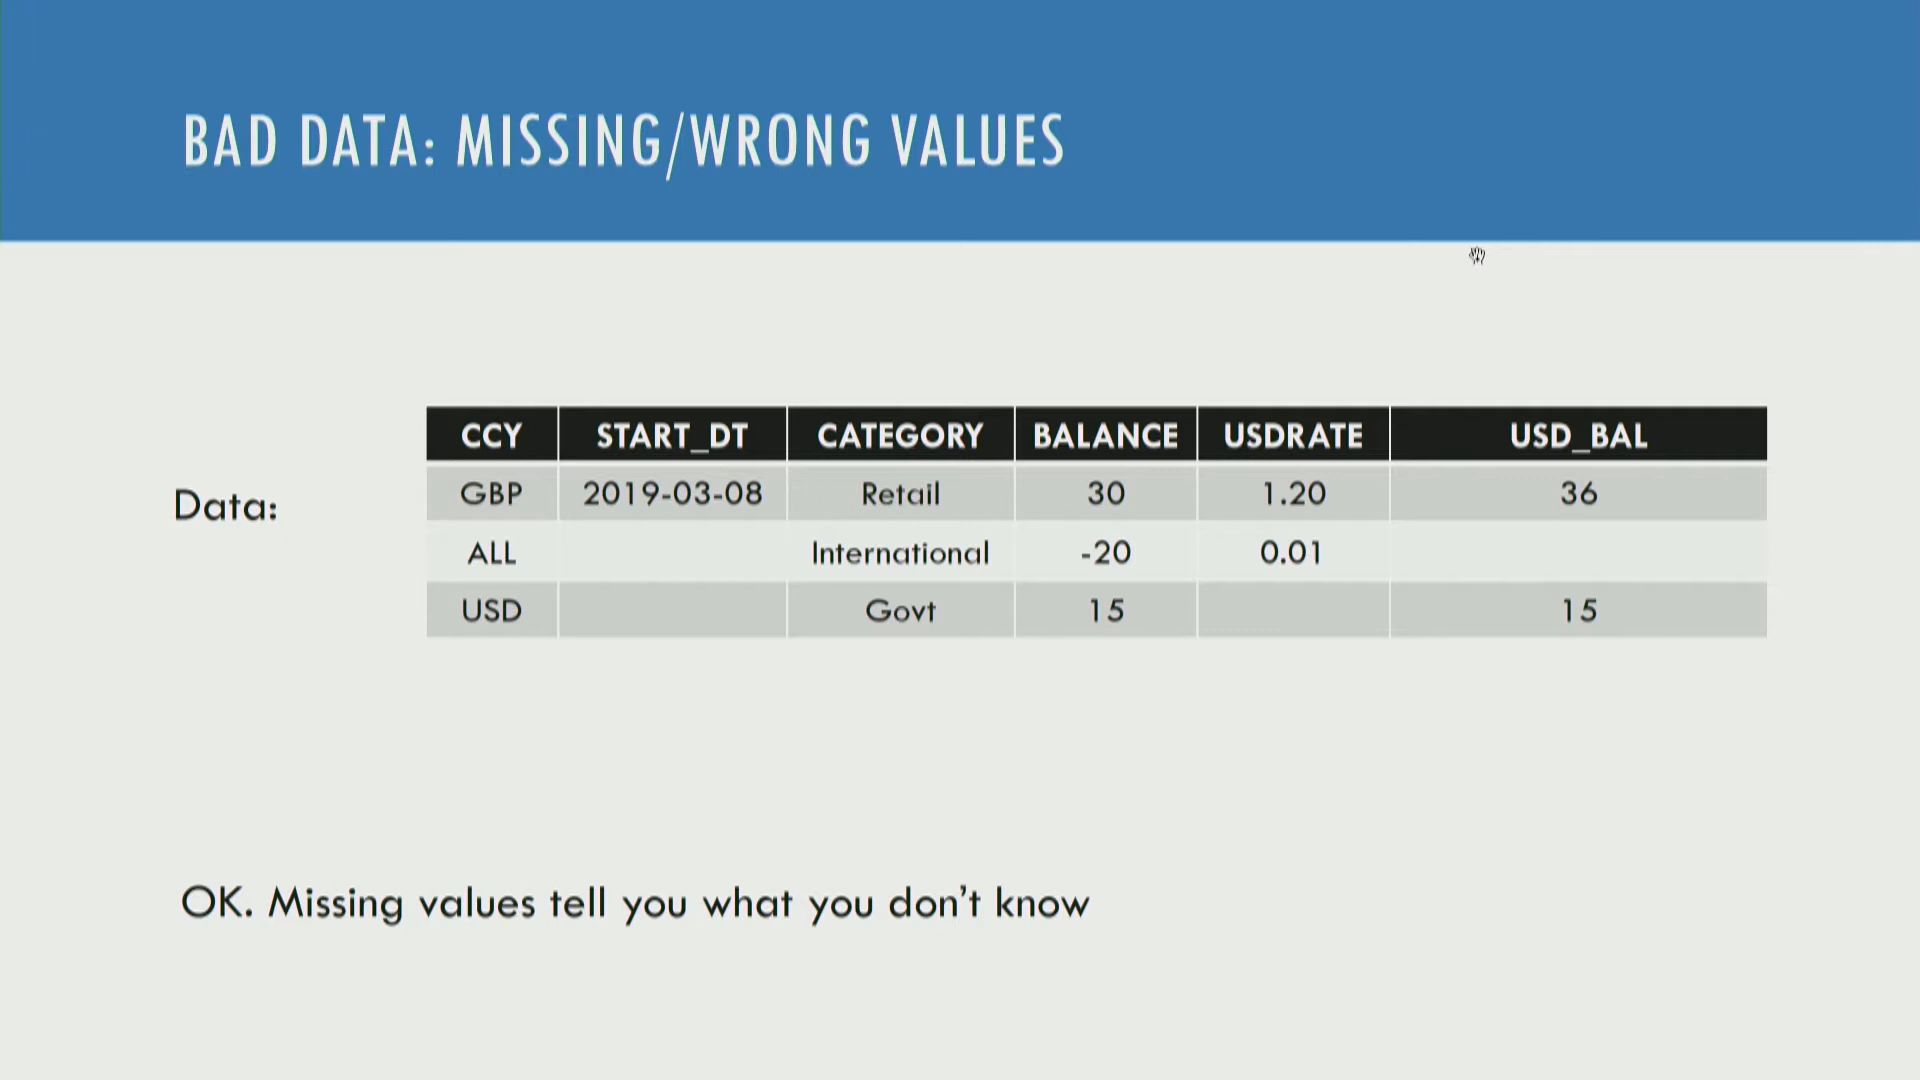 BAD DATA: MISSING/WRONG VALUES
Data:
CCY START_DT CATEGORY BALANCE USDRATE USD_BAL
GBP 2019-03-08 Retail 30 1.20 36
ALL International -20 0.01
USD Govt 15 15
OK. Missing values tell you what you don't know